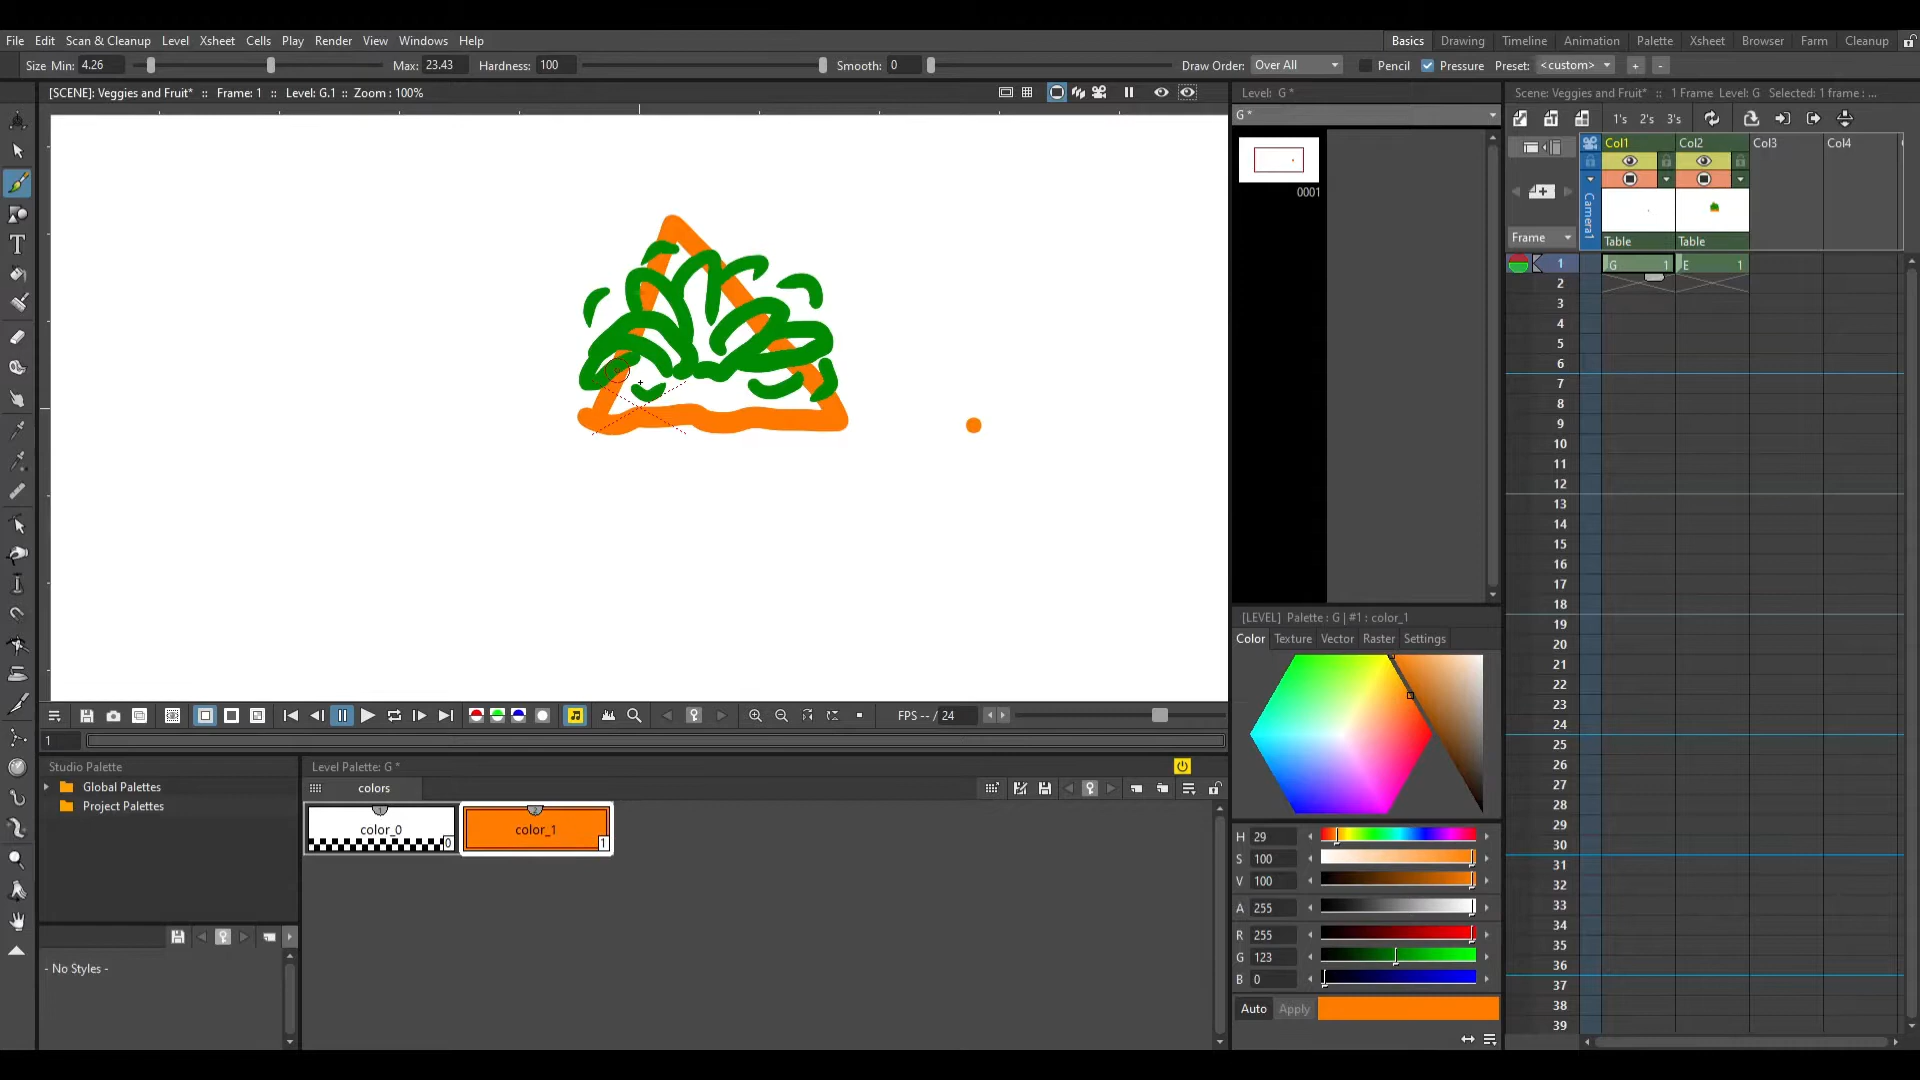 File Edit Scan & Cleanup Level Xsheet Cells Play Render View Windows Help
Basics Drawing Timeline Animation Palette Xsheet Browser Farm Cleanup
Size Min: 4.26 Max: 23.43 Hardness: 100 Smooth: 0 Draw Order: Over All Pencil Pressure Preset: <custom> + -
[SCENE]: Veggies and Fruit* :: Frame: 1 :: Level: G.1 :: Zoom : 100%
Level: G *
G *
0001
Scene: Veggies and Fruit* :: 1 Frame Level: G Selected: 1 frame : ...
1's 2's 3's
Col1 Col2 Col3 Col4
Camera1
Frame
Table Table
1 G 1 E 1
2
3
4
5
6
7
8
9
10
11
12
13
14
15
16
17
18
19
20
21
22
23
24
25
26
27
28
29
30
31
32
33
34
35
36
37
38
39
[LEVEL] Palette : G | #1 : color_1
Color Texture Vector Raster Settings
H 29
S 100
V 100
A 255
R 255
G 123
B 0
Auto Apply
FPS -- / 24
1
Studio Palette
Global Palettes
Project Palettes
- No Styles -
Level Palette: G *
colors
1 color_0 0
2 color_1 1